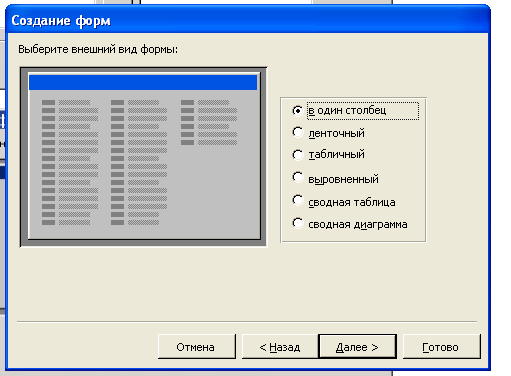 Создание форм
Выберите внешний вид формы:
в один столбец
ленточный
табличный
выровненный
сводная таблица
сводная диаграмма
Отмена
< Назад
Далее >
Готово